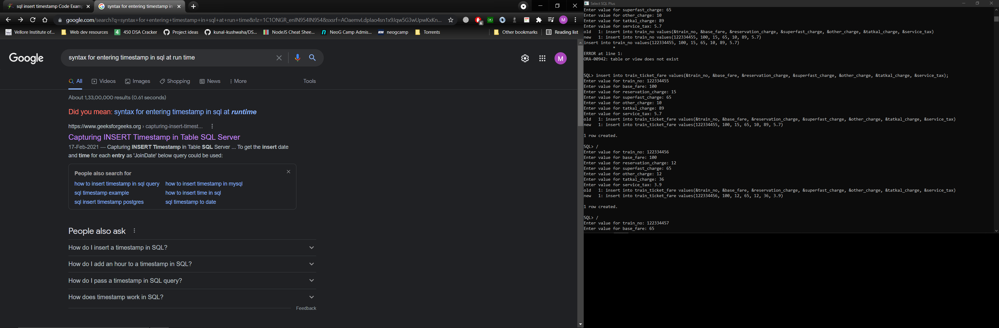 sql insert timestamp Code Examp
syntax for entering timestamp in
google.com/search?q=syntax+for+entering+timestamp+in+sql+at+run+time&rlz=1C1ONGR_enIN954IN954&sxsrf=AOaemvLdpIao4sn1x9Jqw5G3wUpwKxKn...
6
M
Vellore Institute of...
Web dev resources
4 450 DSA Cracker
Project ideas
kunal-kushwaha/DS...
NodeJS Cheat Shee...
n NeoG Camp Admis...
NEOG neogcamp
Torrents
Other bookmarks
Reading list
Google
syntax for entering timestamp in sql at run time
M
All
Videos
Images
Shopping
News
More
Tools
About 1,33,00,000 results (0.61 seconds)
Did you mean: syntax for entering timestamp in sql at runtime
https://www.geeksforgeeks.org › capturing-insert-timest...
Capturing INSERT Timestamp in Table SQL Server
17-Feb-2021 — Capturing INSERT Timestamp in Table SQL Server ... To get the insert date
and time for each entry as 'JoinDate' below query could be used:
People also search for
how to insert timestamp in sql query how to insert timestamp in mysql
sql timestamp example how to insert time in sql
sql insert timestamp postgres sql timestamp to date
People also ask
How do I insert a timestamp in SQL?
How do I add an hour to a timestamp in SQL?
How do I pass a timestamp in SQL query?
How does timestamp work in SQL?
Feedback
Select SQL Plus
Enter value for superfast_charge: 65
Enter value for other_charge: 10
Enter value for tatkal_charge: 89
Enter value for service_tax: 5.7
old 1: insert into train_no values(&train_no, &base_fare, &reservation_charge, &superfast_charge, &other_charge, &tatkal_charge, &service_tax)
new 1: insert into train_no values(122334455, 100, 15, 65, 10, 89, 5.7)
insert into train_no values(122334455, 100, 15, 65, 10, 89, 5.7)
*
ERROR at line 1:
ORA-00942: table or view does not exist
SQL> insert into train_ticket_fare values(&train_no, &base_fare, &reservation_charge, &superfast_charge, &other_charge, &tatkal_charge, &service_tax);
Enter value for train_no: 122334455
Enter value for base_fare: 100
Enter value for reservation_charge: 15
Enter value for superfast_charge: 65
Enter value for other_charge: 10
Enter value for tatkal_charge: 89
Enter value for service_tax: 5.7
old 1: insert into train_ticket_fare values(&train_no, &base_fare, &reservation_charge, &superfast_charge, &other_charge, &tatkal_charge, &service_tax)
new 1: insert into train_ticket_fare values(122334455, 100, 15, 65, 10, 89, 5.7)
1 row created.
SQL> /
Enter value for train_no: 122334456
Enter value for base_fare: 100
Enter value for reservation_charge: 12
Enter value for superfast_charge: 65
Enter value for other_charge: 12
Enter value for tatkal_charge: 36
Enter value for service_tax: 3.9
old 1: insert into train_ticket_fare values(&train_no, &base_fare, &reservation_charge, &superfast_charge, &other_charge, &tatkal_charge, &service_tax)
new 1: insert into train_ticket_fare values(122334456, 100, 12, 65, 12, 36, 3.9)
1 row created.
SQL> /
Enter value for train_no: 122334457
Enter value for base_fare: 65